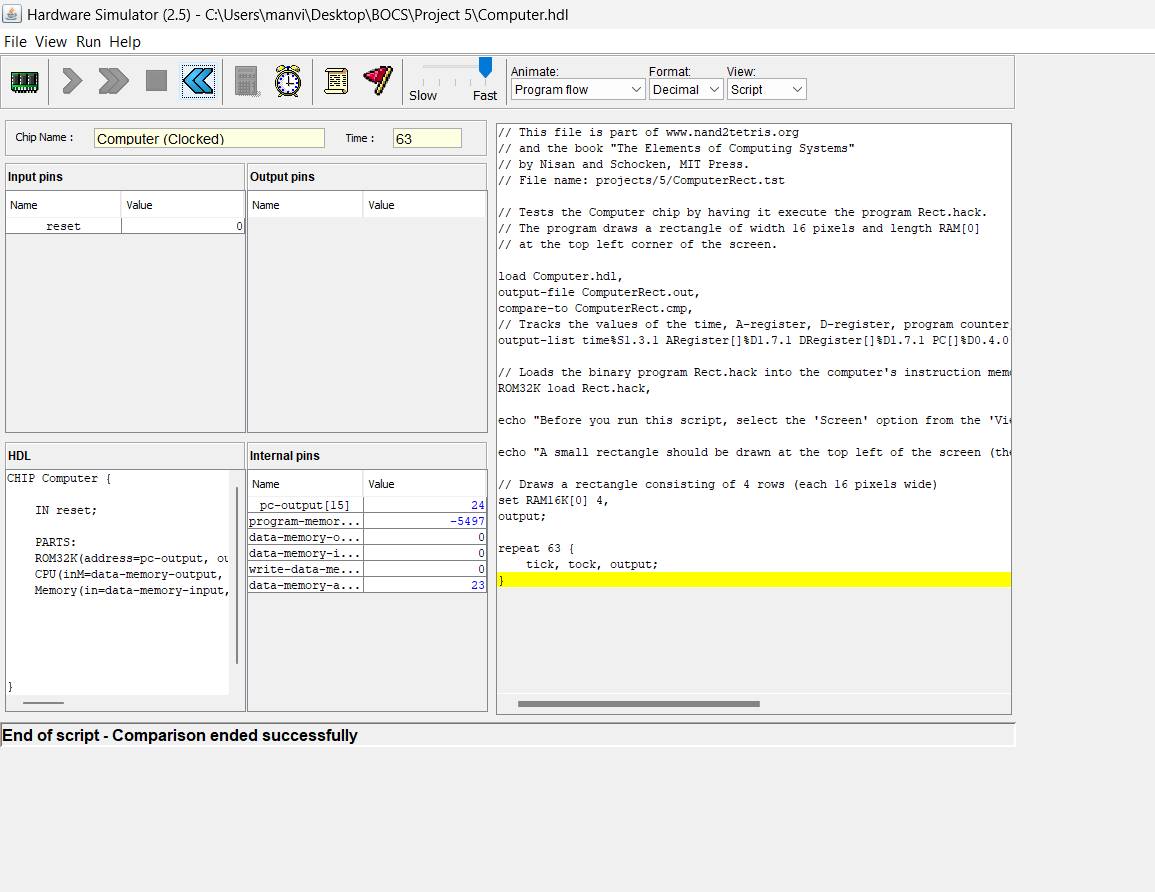 Hardware Simulator (2.5) - C:\Users\manvi\Desktop\BOCS\Project 5\Computer.hdl
File View Run Help
Slow Fast
Animate: Format: View:
Program flow Decimal Script
Chip Name : Computer (Clocked) Time : 63
Input pins
Name Value
reset 0
Output pins
Name Value
HDL
CHIP Computer {
IN reset;
PARTS:
ROM32K(address=pc-output, ou
CPU(inM=data-memory-output,
Memory(in=data-memory-input,
}
Internal pins
Name Value
pc-output[15] 24
program-memor... -5497
data-memory-o... 0
data-memory-i... 0
write-data-me... 0
data-memory-a... 23
// This file is part of www.nand2tetris.org
// and the book "The Elements of Computing Systems"
// by Nisan and Schocken, MIT Press.
// File name: projects/5/ComputerRect.tst
// Tests the Computer chip by having it execute the program Rect.hack.
// The program draws a rectangle of width 16 pixels and length RAM[0]
// at the top left corner of the screen.
load Computer.hdl,
output-file ComputerRect.out,
compare-to ComputerRect.cmp,
// Tracks the values of the time, A-register, D-register, program counter,
output-list time%S1.3.1 ARegister[]%D1.7.1 DRegister[]%D1.7.1 PC[]%D0.4.0
// Loads the binary program Rect.hack into the computer's instruction mem
ROM32K load Rect.hack,
echo "Before you run this script, select the 'Screen' option from the 'Vie
echo "A small rectangle should be drawn at the top left of the screen (the
// Draws a rectangle consisting of 4 rows (each 16 pixels wide)
set RAM16K[0] 4,
output;
repeat 63 {
tick, tock, output;
}
End of script - Comparison ended successfully